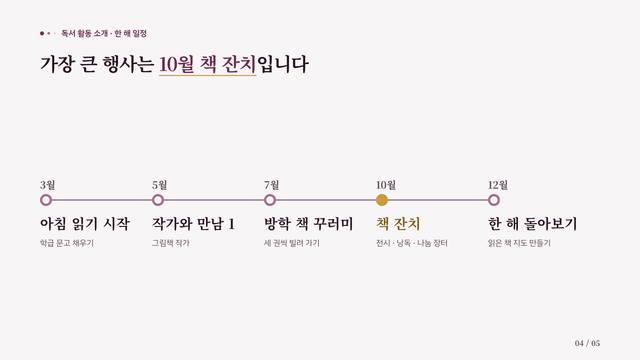 독서 활동 소개 · 한 해 일정
가장 큰 행사는 10월 책 잔치입니다
3월
아침 읽기 시작
학급 문고 채우기
5월
작가와 만남 1
그림책 작가
7월
방학 책 꾸러미
세 권씩 빌려 가기
10월
책 잔치
전시 · 낭독 · 나눔 장터
12월
한 해 돌아보기
읽은 책 지도 만들기
04 / 05